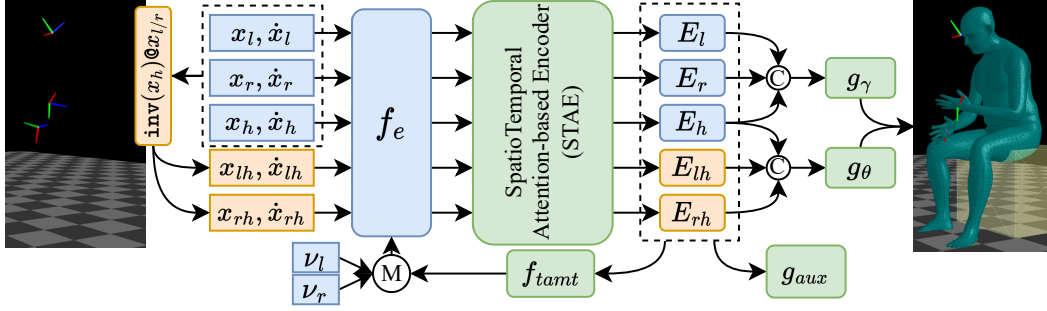 inv(x_h)@x_{l/r}
x_l, ẋ_l
x_r, ẋ_r
x_h, ẋ_h
x_{lh}, ẋ_{lh}
x_{rh}, ẋ_{rh}
f_e
ν_l
ν_r
M
SpatioTemporal
Attention-based Encoder
(STAE)
f_{tamt}
E_l
E_r
E_h
E_{lh}
E_{rh}
C
C
g_γ
g_θ
g_{aux}